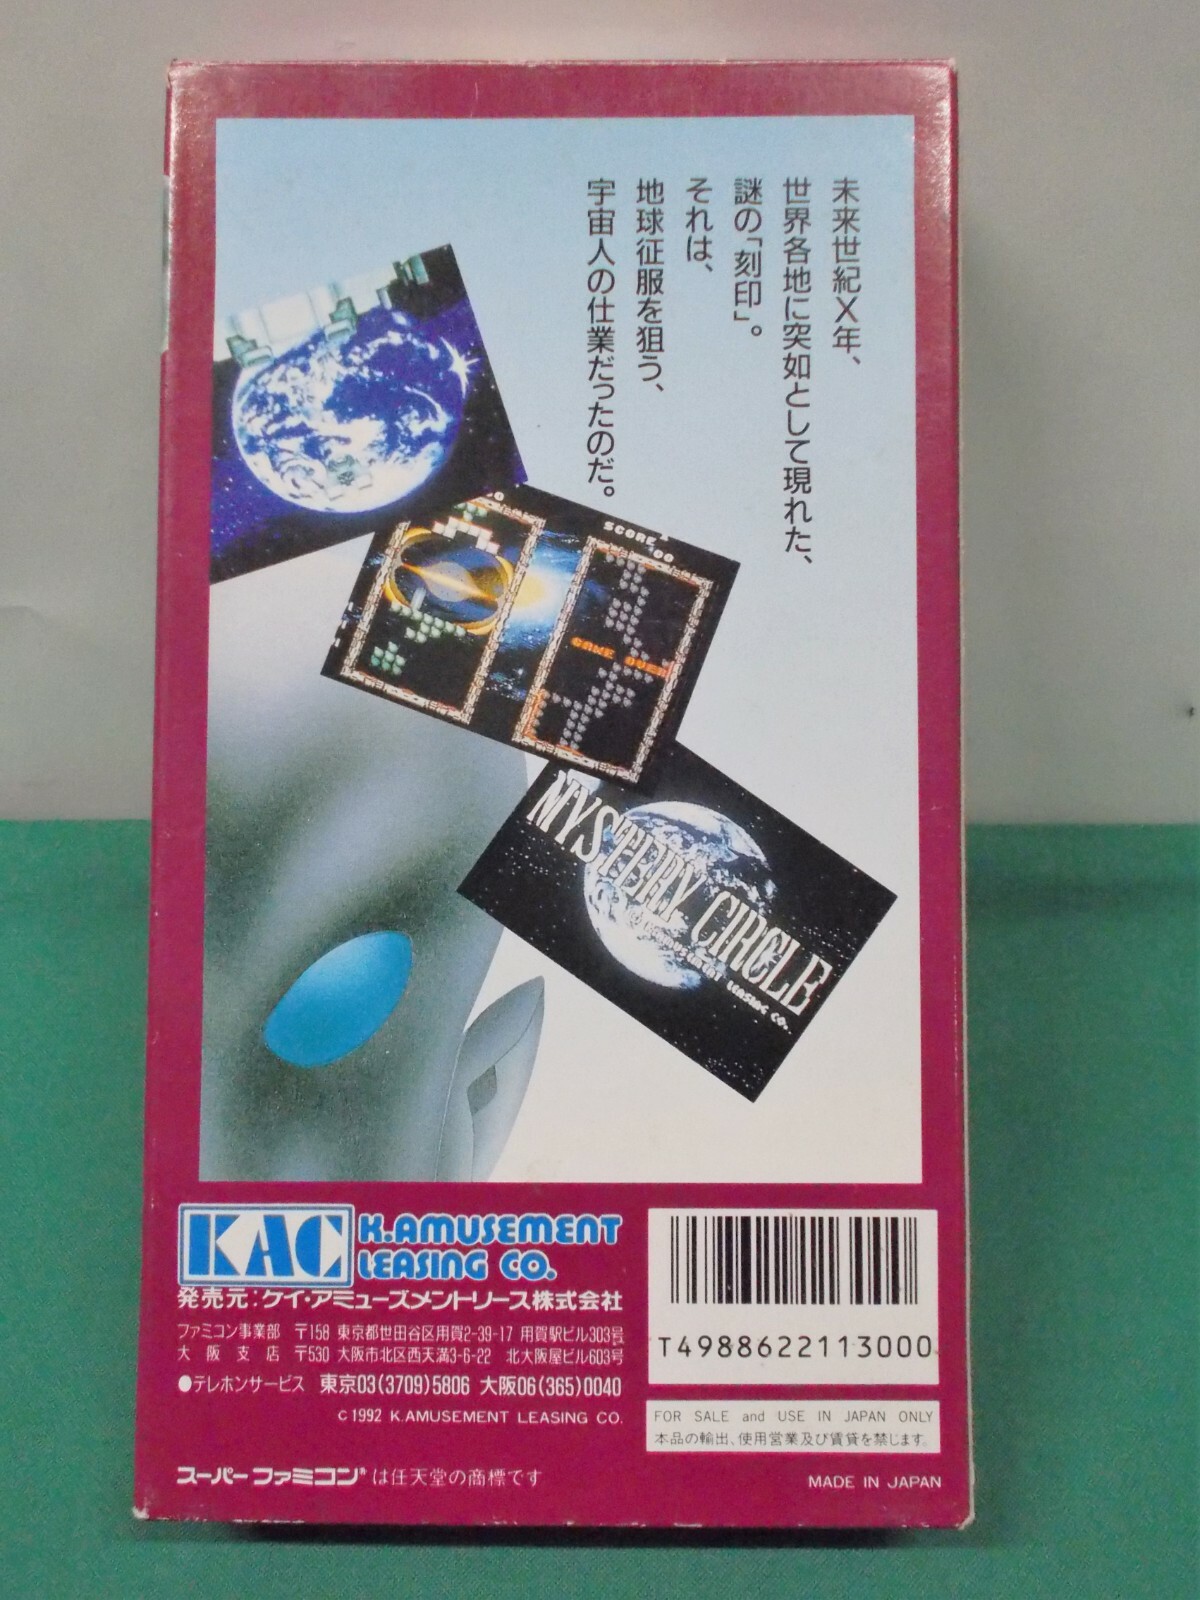 未来世紀X年、
世界各地に突如として現れた、
謎の「刻印」。
それは、
地球征服を狙う、
宇宙人の仕業だったのだ。
SCORE
00
GAME OVER
MYSTERY CIRCLE
LEASING CO.
KAC K.AMUSEMENT
LEASING CO.
発売元:ケイ・アミューズメントリース株式会社
ファミコン事業部 〒158 東京都世田谷区用賀2-39-17 用賀駅ビル303号
大阪支店 〒530 大阪市北区西天満3-6-22 北大阪屋ビル603号
●テレホンサービス 東京03(3709)5806 大阪06(365)0040
C 1992 K.AMUSEMENT LEASING CO.
スーパーファミコン®は任天堂の商標です
T4988622113000
FOR SALE and USE IN JAPAN ONLY
本品の輸出、使用営業及び賃貸を禁じます。
MADE IN JAPAN